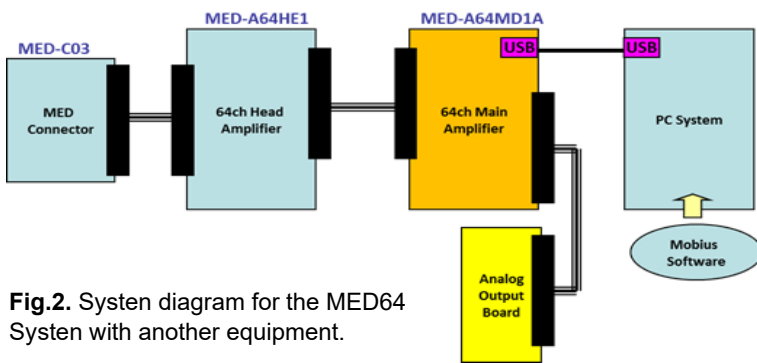 MED-A64HE1
MED-A64MD1A
MED-C03
USB
USB
MED
Connector
64ch Head
Amplifier
64ch Main
Amplifier
PC System
Mobius
Software
Analog
Output
Board
Fig.2. Systen diagram for the MED64
Systen with another equipment.